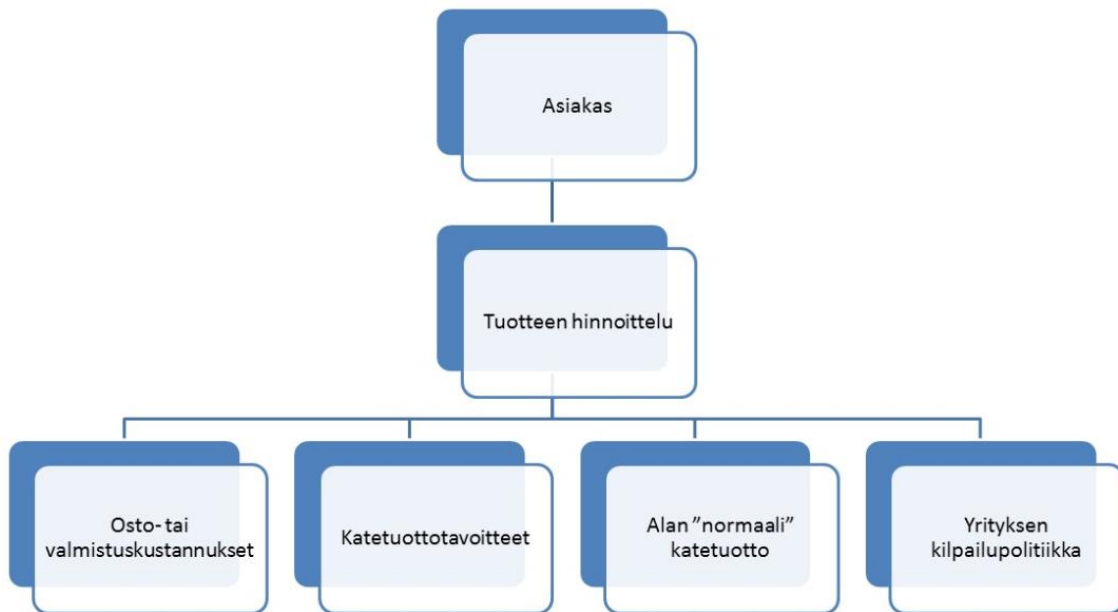 Asiakas
Tuotteen hinnoittelu
Osto- tai
valmistuskustannukset
Katetuottotavoitteet
Alan ”normaali”
katetuotto
Yrityksen
kilpailupolitiikka